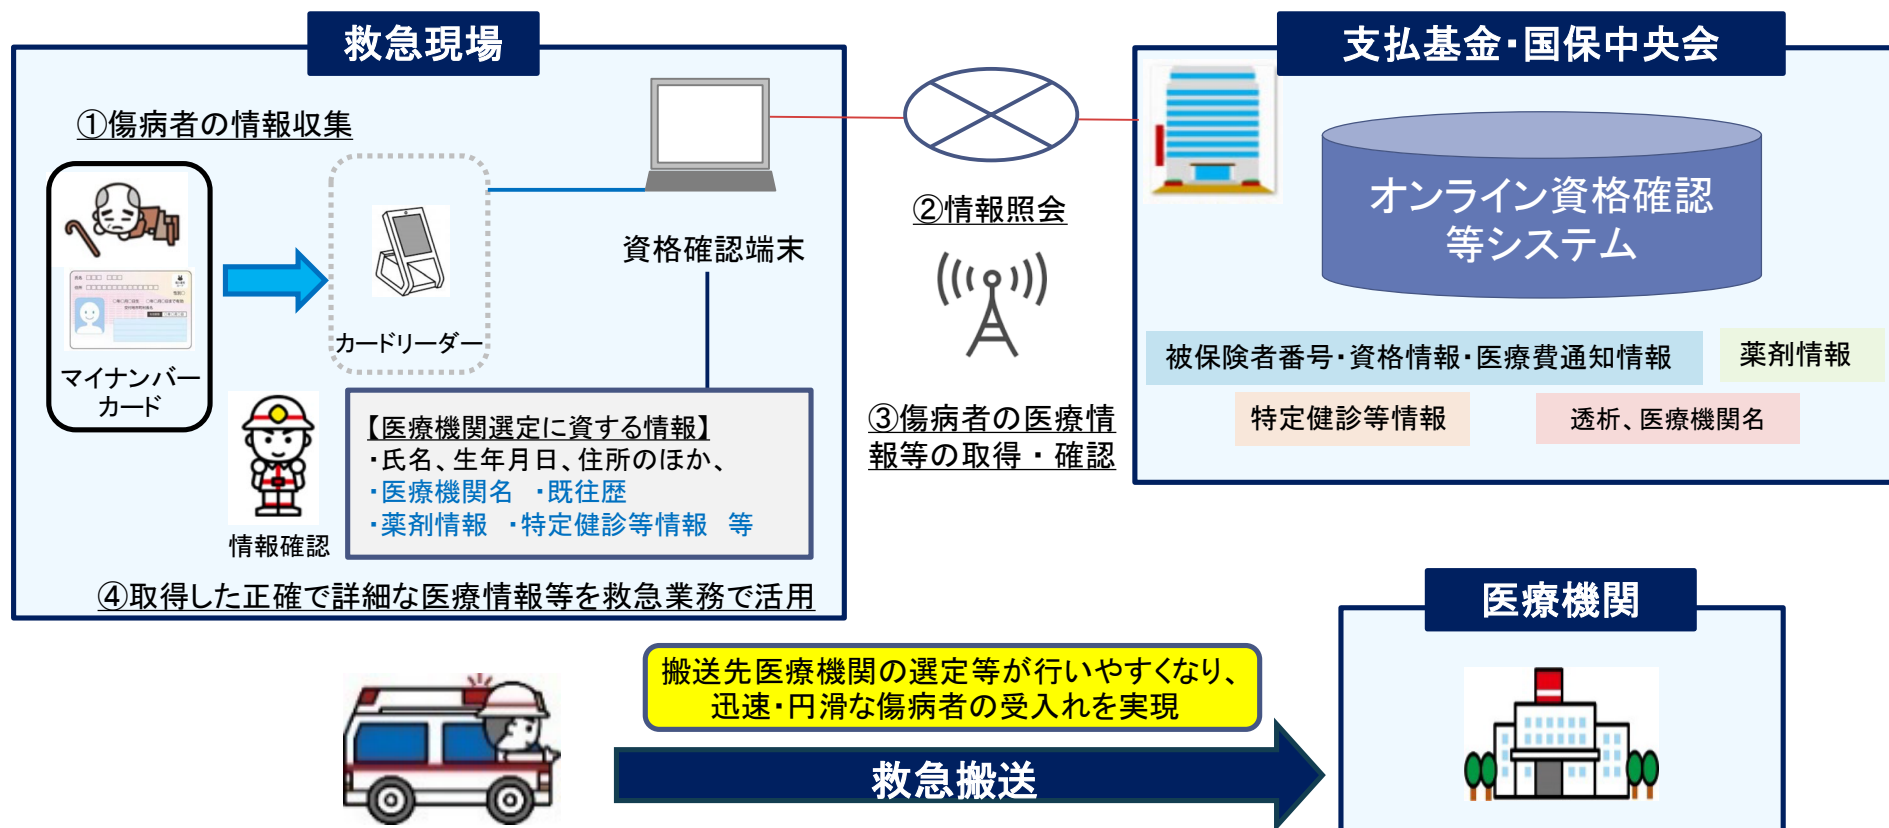 救急現場
①傷病者の情報収集
マイナンバー
カード
カードリーダー
資格確認端末
情報確認
【医療機関選定に資する情報】
・氏名、生年月日、住所のほか、
・医療機関名　・既往歴
・薬剤情報　・特定健診等情報　等
④取得した正確で詳細な医療情報等を救急業務で活用
②情報照会
③傷病者の医療情
報等の取得・確認
支払基金・国保中央会
オンライン資格確認
等システム
被保険者番号・資格情報・医療費通知情報
薬剤情報
特定健診等情報
透析、医療機関名
搬送先医療機関の選定等が行いやすくなり、
迅速・円滑な傷病者の受入れを実現
救急搬送
医療機関